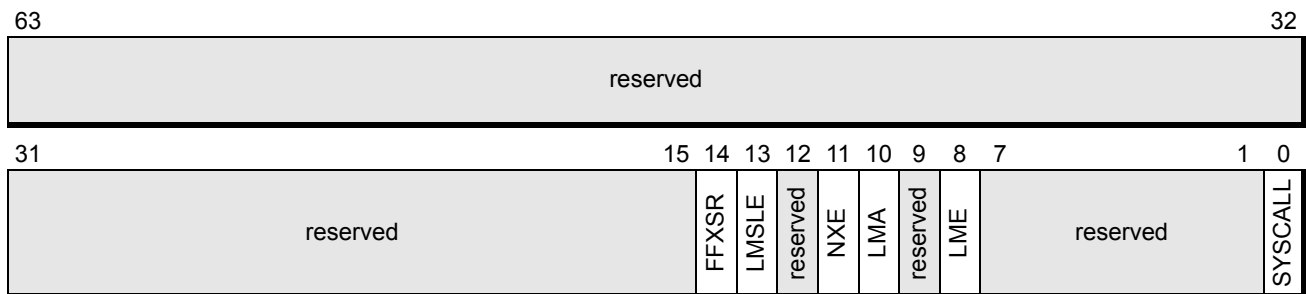 63 32
reserved
31 15 14 13 12 11 10 9 8 7 1 0
reserved FFXSR LMSLE reserved NXE LMA reserved LME reserved SYSCALL